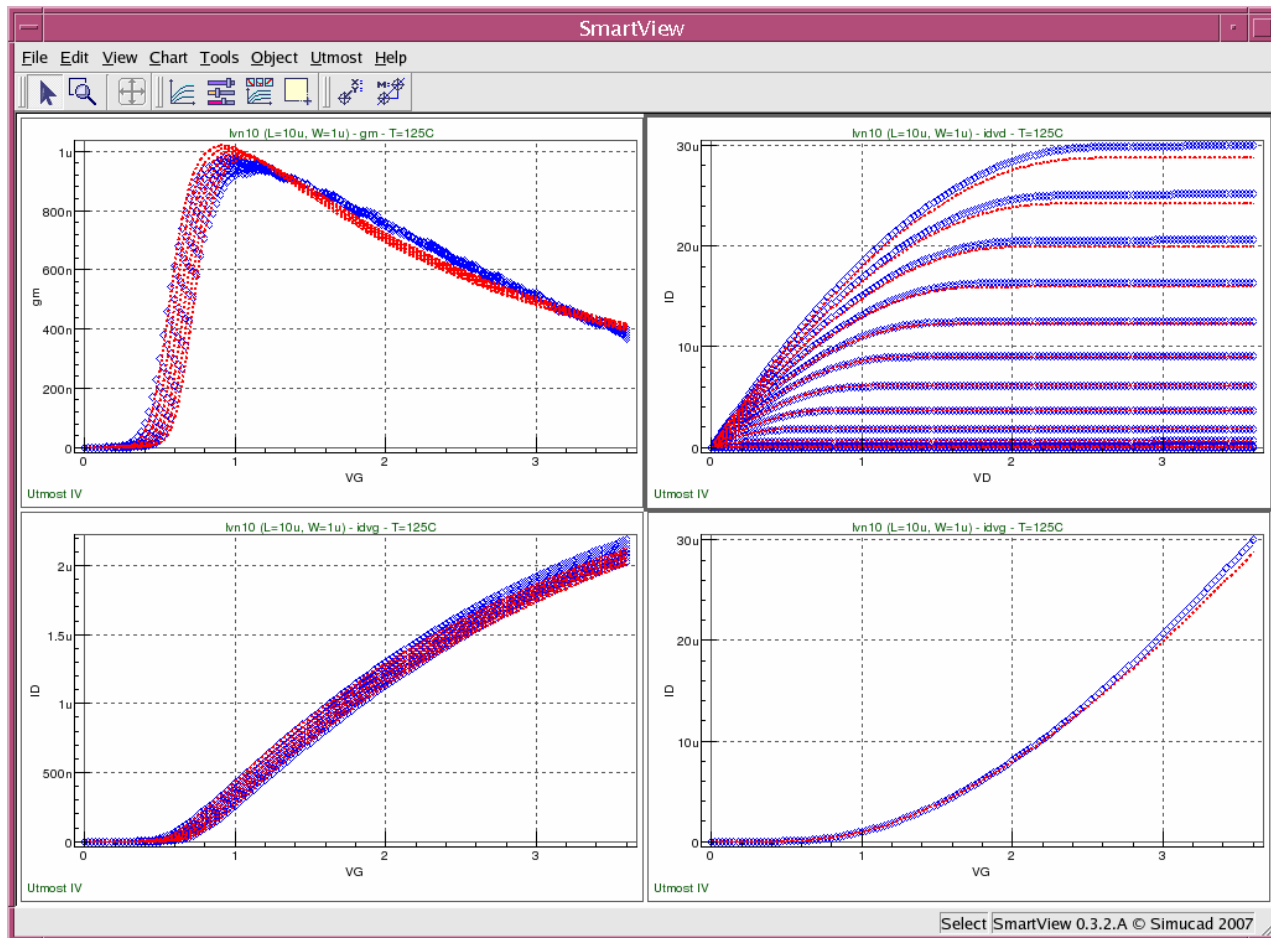 SmartView
File Edit View Chart Tools Object Utmost Help
lvn10 (L=10u, W=1u) - gm - T=125C
1u
800n
600n
400n
200n
0
gm
0 1 2 3
VG
Utmost IV
lvn10 (L=10u, W=1u) - idvd - T=125C
30u
20u
10u
0
ID
0 1 2 3
VD
Utmost IV
lvn10 (L=10u, W=1u) - idvg - T=125C
2u
1.5u
1u
500n
0
ID
0 1 2 3
VG
Utmost IV
lvn10 (L=10u, W=1u) - idvg - T=125C
30u
20u
10u
0
ID
0 1 2 3
VG
Utmost IV
Select SmartView 0.3.2.A © Simucad 2007